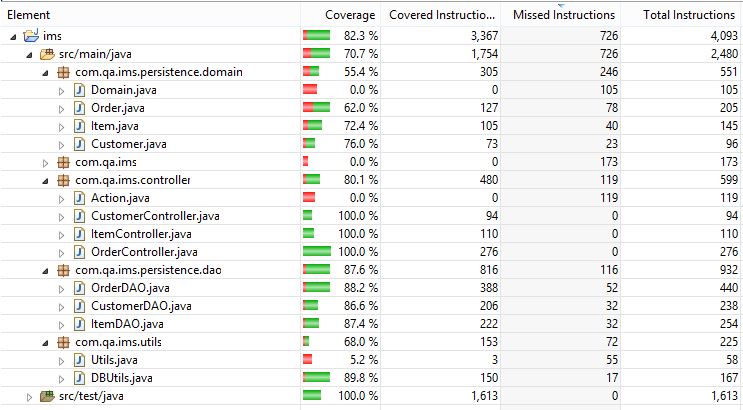 Element Coverage Covered Instructio... Missed Instructions Total Instructions
ims 82.3 % 3,367 726 4,093
src/main/java 70.7 % 1,754 726 2,480
com.qa.ims.persistence.domain 55.4 % 305 246 551
Domain.java 0.0 % 0 105 105
Order.java 62.0 % 127 78 205
Item.java 72.4 % 105 40 145
Customer.java 76.0 % 73 23 96
com.qa.ims 0.0 % 0 173 173
com.qa.ims.controller 80.1 % 480 119 599
Action.java 0.0 % 0 119 119
CustomerController.java 100.0 % 94 0 94
ItemController.java 100.0 % 110 0 110
OrderController.java 100.0 % 276 0 276
com.qa.ims.persistence.dao 87.6 % 816 116 932
OrderDAO.java 88.2 % 388 52 440
CustomerDAO.java 86.6 % 206 32 238
ItemDAO.java 87.4 % 222 32 254
com.qa.ims.utils 68.0 % 153 72 225
Utils.java 5.2 % 3 55 58
DBUtils.java 89.8 % 150 17 167
src/test/java 100.0 % 1,613 0 1,613